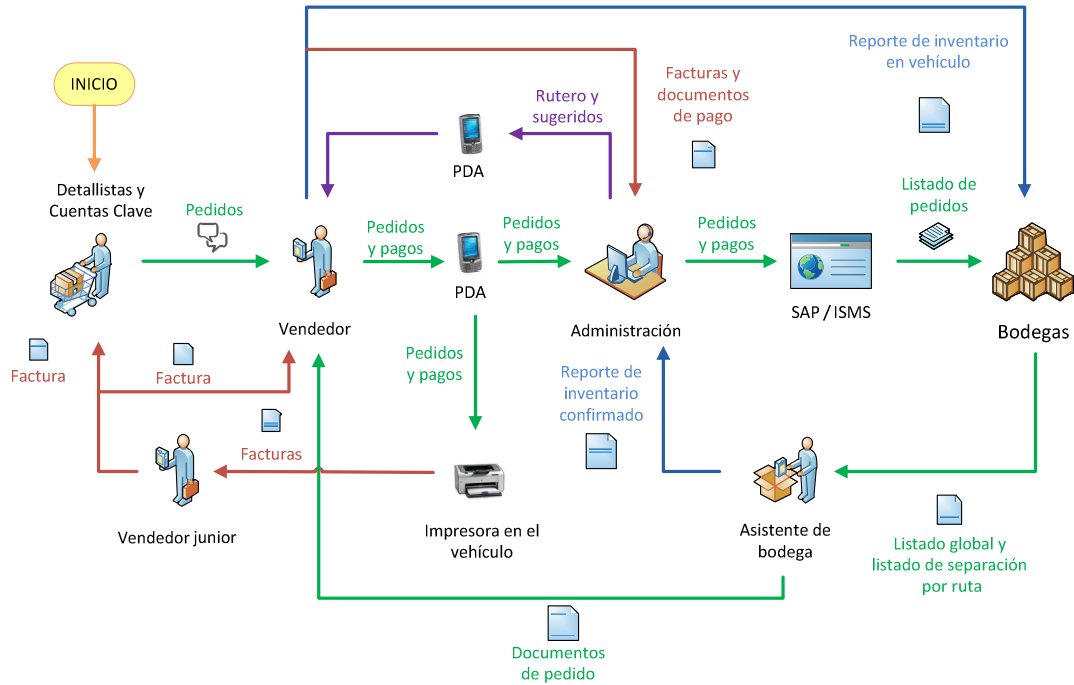 INICIO
Reporte de inventario
en vehículo
Facturas y
documentos
de pago
Rutero y
sugeridos
PDA
Detallistas y
Cuentas Clave
Pedidos
Pedidos
y pagos
Pedidos
y pagos
Pedidos
y pagos
Listado de
pedidos
PDA
Vendedor
Administración
SAP / ISMS
Bodegas
Factura
Factura
Pedidos
y pagos
Reporte de
inventario
confirmado
Facturas
Vendedor junior
Impresora en el
vehículo
Asistente de
bodega
Listado global y
listado de separación
por ruta
Documentos
de pedido